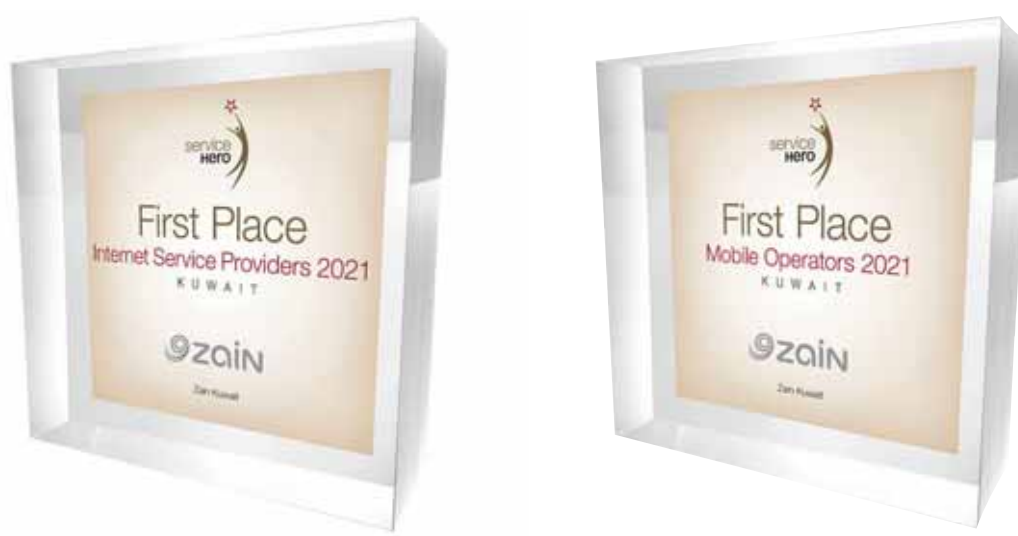 service
HERO
First Place
Internet Service Providers 2021
KUWAIT
zain
Zain Kuwait
service
HERO
First Place
Mobile Operators 2021
KUWAIT
zain
Zain Kuwait